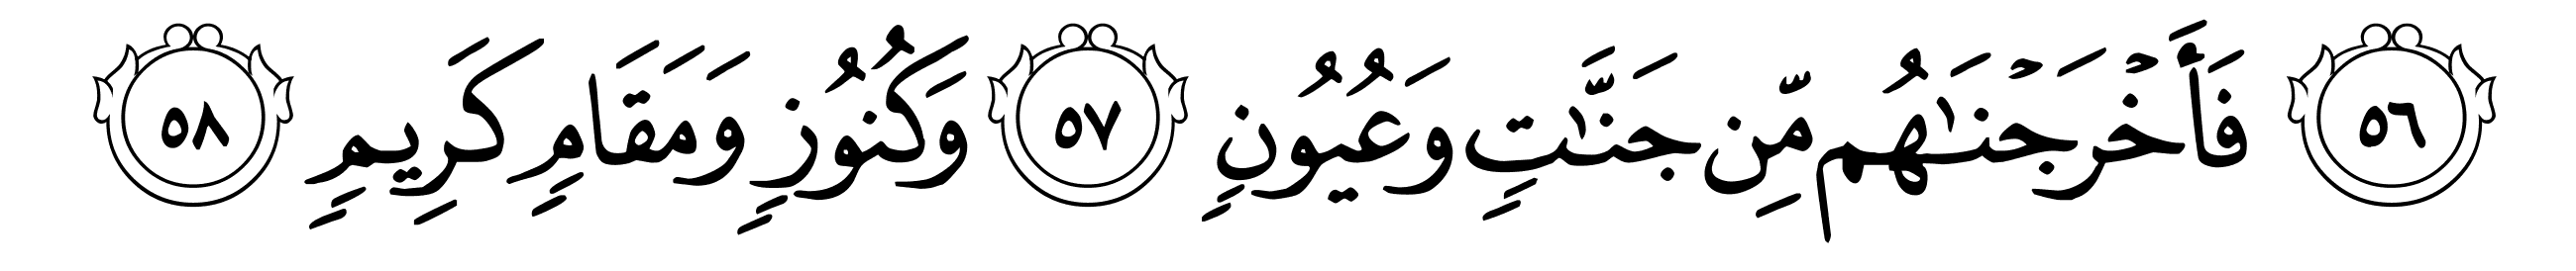 ٥٦ فَأَخْرَجْنَـٰهُم مِّن جَنَّـٰتٍ وَعُيُونٍ ٥٧ وَكُنُوزٍ وَمَقَامٍ كَرِيمٍ ٥٨